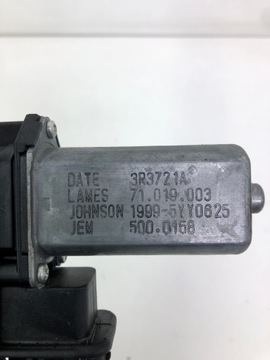 DATE 3R3721A
LAMES 71.019.003
JOHNSON 1999-5YY0625
JEM 500.0158